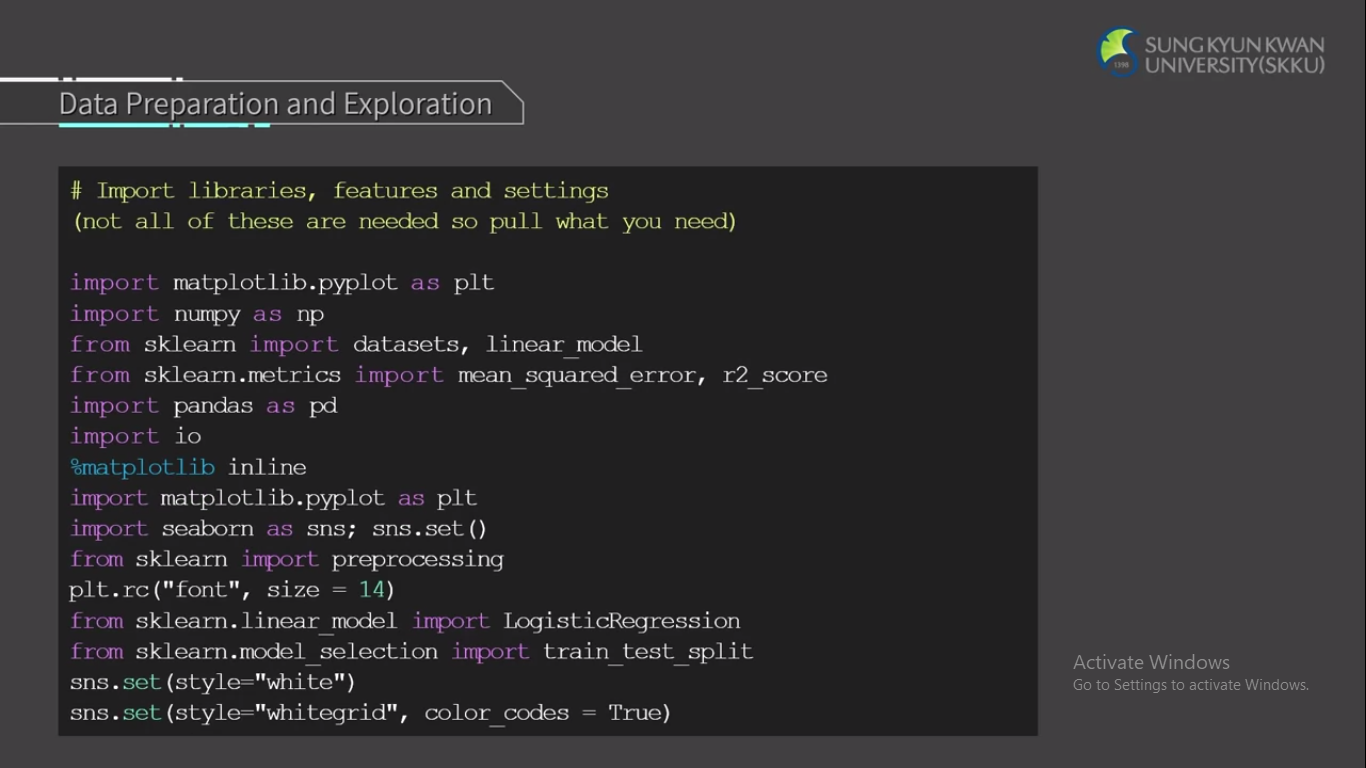 SUNGKYUNKWAN
UNIVERSITY(SKKU)
1398
Data Preparation and Exploration
# Import libraries, features and settings
(not all of these are needed so pull what you need)
import matplotlib.pyplot as plt
import numpy as np
from sklearn import datasets, linear_model
from sklearn.metrics import mean_squared_error, r2_score
import pandas as pd
import io
%matplotlib inline
import matplotlib.pyplot as plt
import seaborn as sns; sns.set()
from sklearn import preprocessing
plt.rc("font", size = 14)
from sklearn.linear_model import LogisticRegression
from sklearn.model_selection import train_test_split
sns.set(style="white")
sns.set(style="whitegrid", color_codes = True)
Activate Windows
Go to Settings to activate Windows.